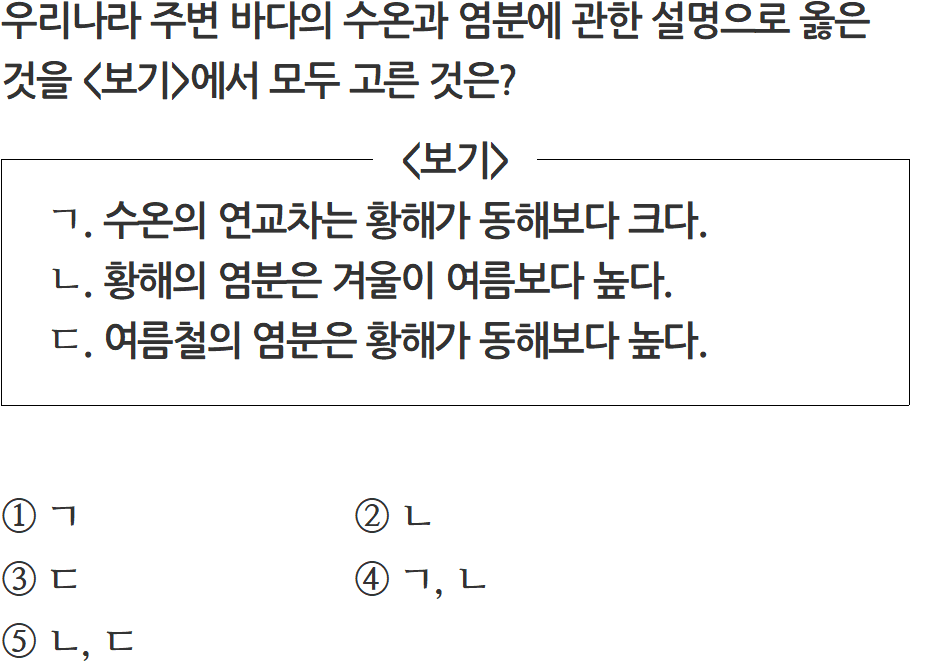 우리나라 주변 바다의 수온과 염분에 관한 설명으로 옳은
것을 <보기>에서 모두 고른 것은?
<보기>
ㄱ. 수온의 연교차는 황해가 동해보다 크다.
ㄴ. 황해의 염분은 겨울이 여름보다 높다.
ㄷ. 여름철의 염분은 황해가 동해보다 높다.
① ㄱ ② ㄴ
③ ㄷ ④ ㄱ, ㄴ
⑤ ㄴ, ㄷ